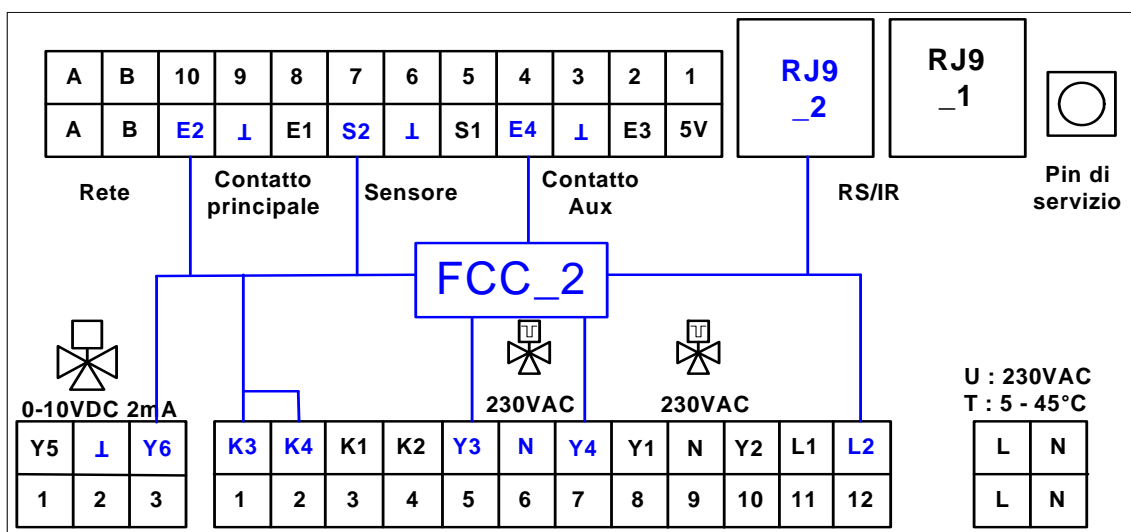 A B 10 9 8 7 6 5 4 3 2 1
A B E2 ⊥ E1 S2 ⊥ S1 E4 ⊥ E3 5V
RJ9
_2
RJ9
_1
Rete
Contatto
principale
Sensore
Contatto
Aux
RS/IR
Pin di
servizio
FCC_2
0-10VDC 2mA
230VAC
230VAC
U : 230VAC
T : 5 - 45°C
Y5 ⊥ Y6
1 2 3
K3 K4 K1 K2 Y3 N Y4 Y1 N Y2 L1 L2
1 2 3 4 5 6 7 8 9 10 11 12
L N
L N